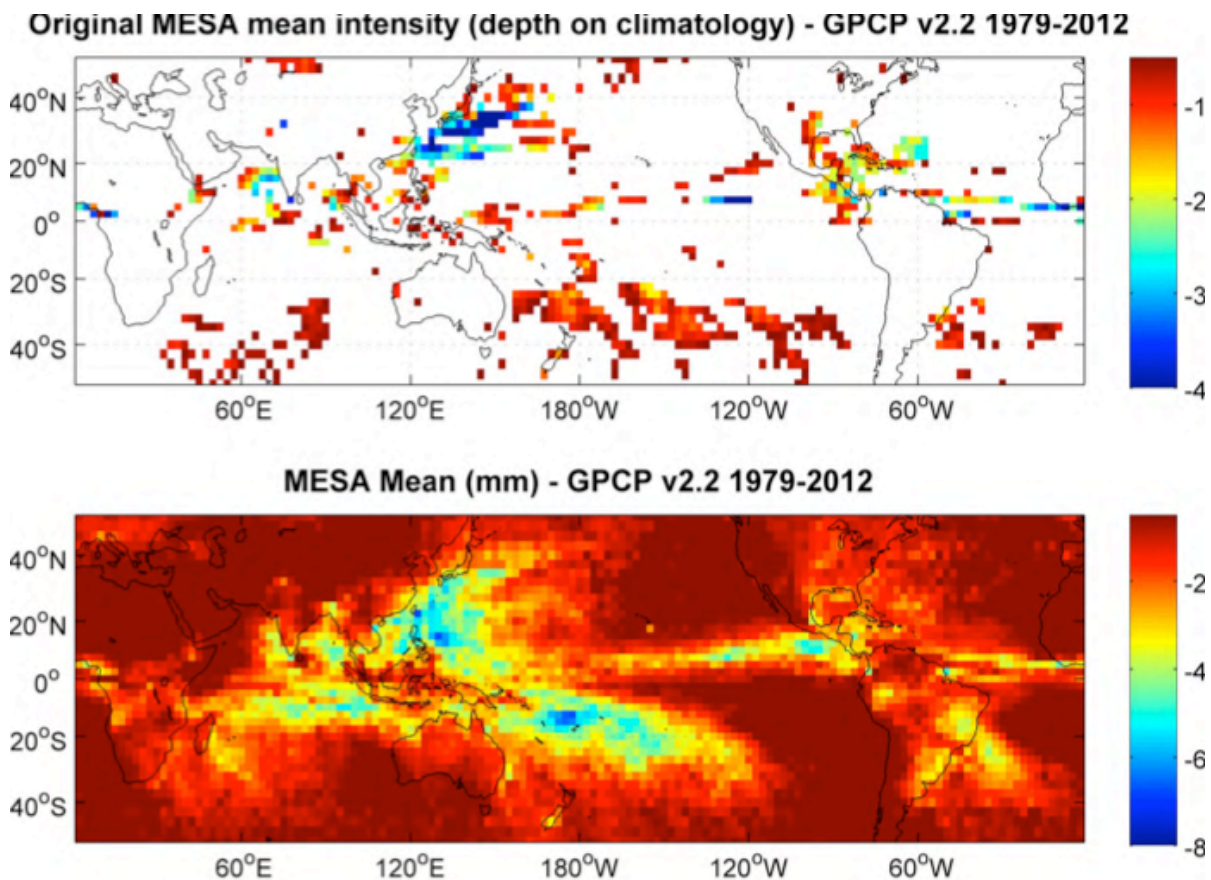 Original MESA mean intensity (depth on climatology) - GPCP v2.2 1979-2012
40°N
20°N
0°
20°S
40°S
60°E 120°E 180°W 120°W 60°W
-1
-2
-3
-4
MESA Mean (mm) - GPCP v2.2 1979-2012
40°N
20°N
0°
20°S
40°S
60°E 120°E 180°W 120°W 60°W
-2
-4
-6
-8